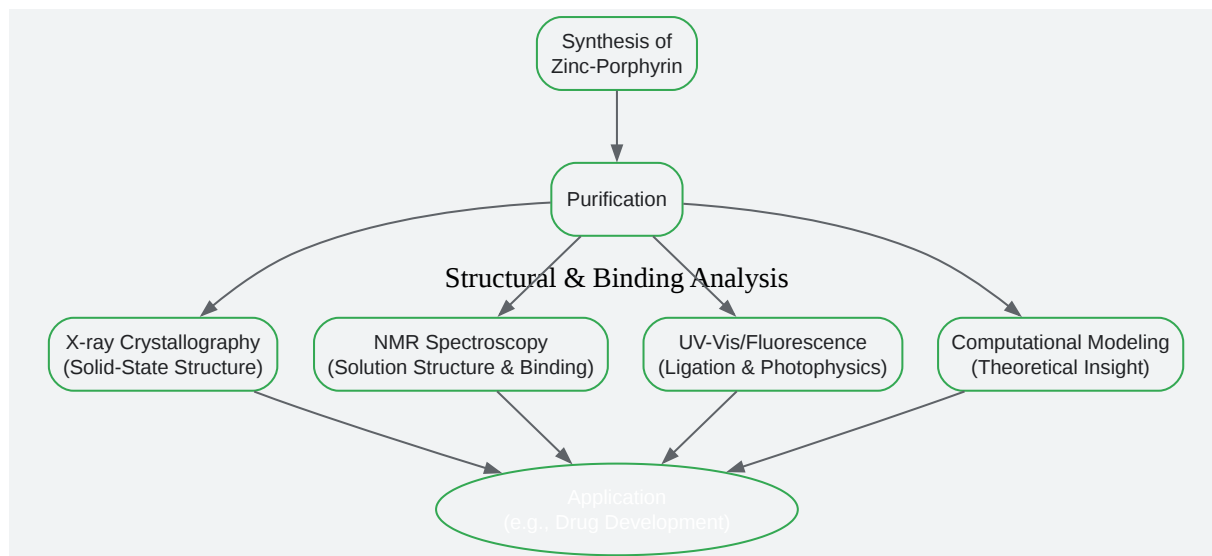 Synthesis of
Zinc-Porphyrin
Purification
Structural & Binding Analysis
X-ray Crystallography
(Solid-State Structure)
NMR Spectroscopy
(Solution Structure & Binding)
UV-Vis/Fluorescence
(Ligation & Photophysics)
Computational Modeling
(Theoretical Insight)
Application
(e.g., Drug Development)